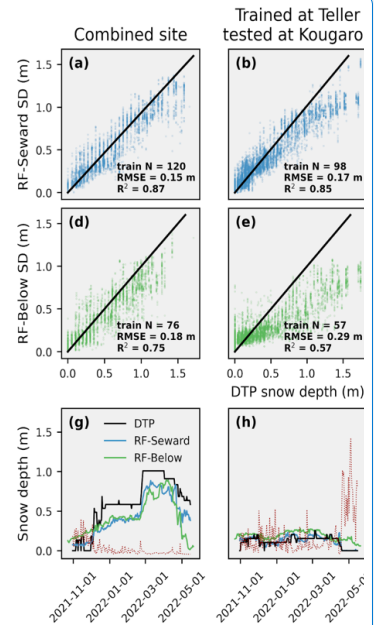 Combined site
Trained at Teller
tested at Kougaro
RF-Seward SD (m)
1.5
1.0
0.5
0.0
(a)
train N = 120
RMSE = 0.15 m
R² = 0.87
(b)
train N = 98
RMSE = 0.17 m
R² = 0.85
RF-Below SD (m)
1.5
1.0
0.5
0.0
(d)
train N = 76
RMSE = 0.18 m
R² = 0.75
(e)
train N = 57
RMSE = 0.29 m
R² = 0.57
0.0 0.5 1.0 1.5
0.0 0.5 1.0 1.5
DTP snow depth (m)
Snow depth (m)
1.5
1.0
0.5
0.0
(g)
DTP
RF-Seward
RF-Below
(h)
2021-11-01
2022-01-01
2022-03-01
2022-05-01
2021-11-01
2022-01-01
2022-03-01
2022-05-0